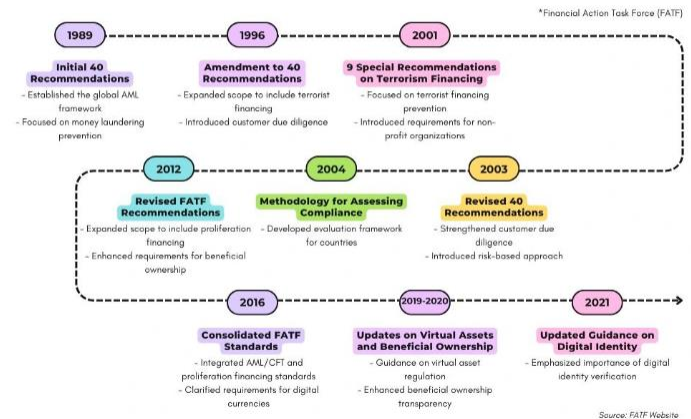 *Financial Action Task Force (FATF)
1989
1996
2001
Initial 40
Recommendations
- Established the global AML
framework
- Focused on money laundering
prevention
Amendment to 40
Recommendations
- Expanded scope to include terrorist
financing
- Introduced customer due diligence
9 Special Recommendations
on Terrorism Financing
- Focused on terrorist financing
prevention
- Introduced requirements for non-
profit organizations
2012
2004
2003
Revised FATF
Recommendations
- Expanded scope to include proliferation
financing
- Enhanced requirements for beneficial
ownership
Methodology for Assessing
Compliance
- Developed evaluation framework
for countries
Revised 40
Recommendations
- Strengthened customer due
diligence
- Introduced risk-based approach
2016
2019-2020
2021
Consolidated FATF
Standards
- Integrated AML/CFT and
proliferation financing standards
- Clarified requirements for digital
currencies
Updates on Virtual Assets
and Beneficial Ownership
- Guidance on virtual asset
regulation
- Enhanced beneficial ownership
transparency
Updated Guidance on
Digital Identity
- Emphasized importance of digital
identity verification
Source: FATF Website